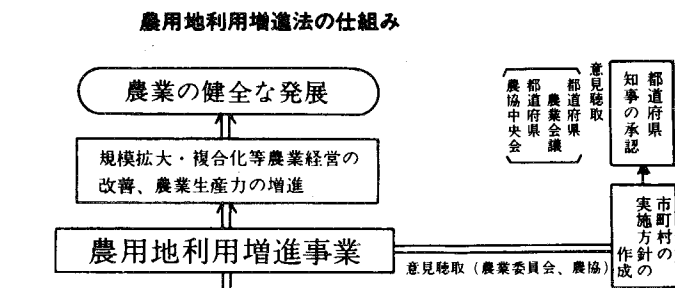 農用地利用増進法の仕組み
農業の健全な発展
規模拡大・複合化等農業経営の
改善、農業生産力の増進
農用地利用増進事業
意見聴取(農業委員会、農協)
都道府県
知事の承認
意見聴取
都道府県
農業会議
都道府県
農協中央会
市町村の
実施方針の
作成